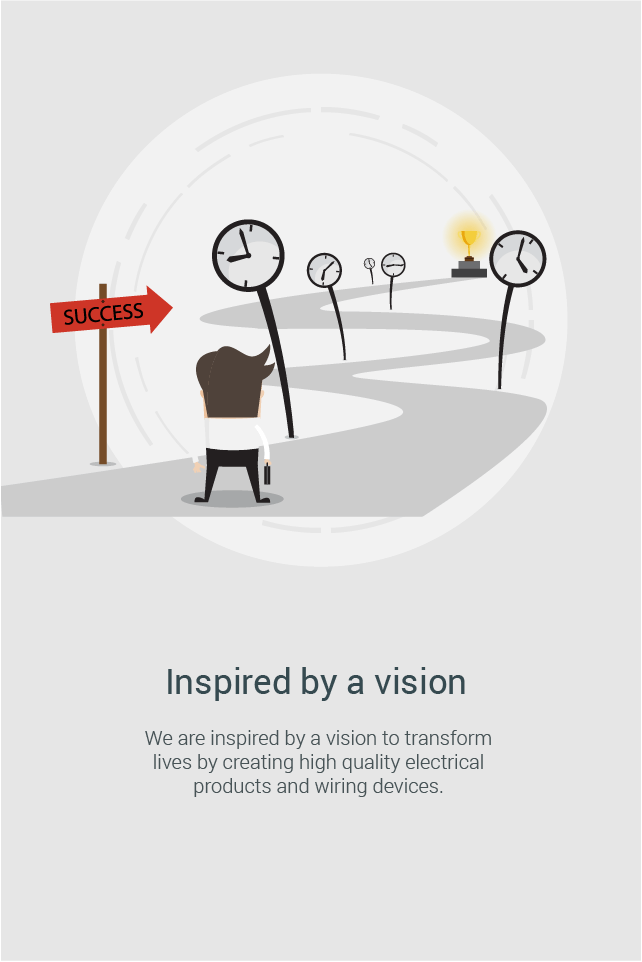 SUCCESS
Inspired by a vision
We are inspired by a vision to transform
lives by creating high quality electrical
products and wiring devices.